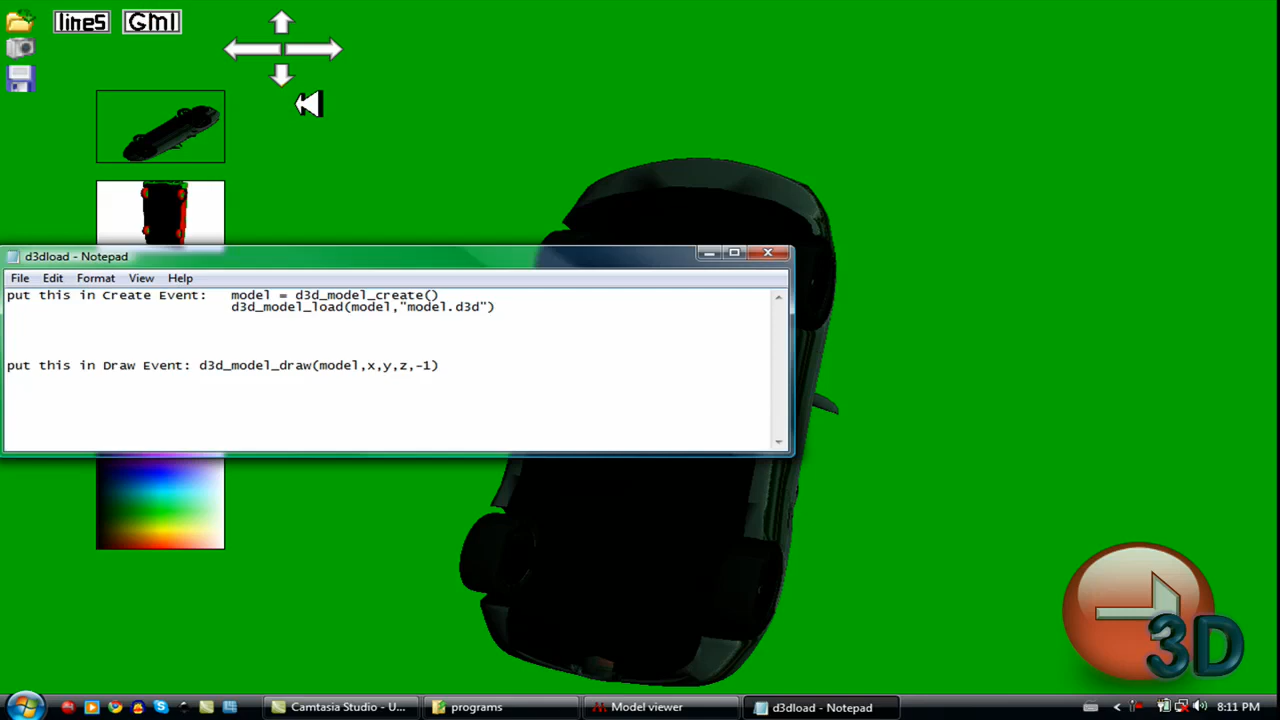 lines Gml
d3dload - Notepad
File Edit Format View Help
put this in Create Event: model = d3d_model_create()
d3d_model_load(model,"model.d3d")
put this in Draw Event: d3d_model_draw(model,x,y,z,-1)
3D
Camtasia Studio - U... programs Model viewer d3dload - Notepad 8:11 PM